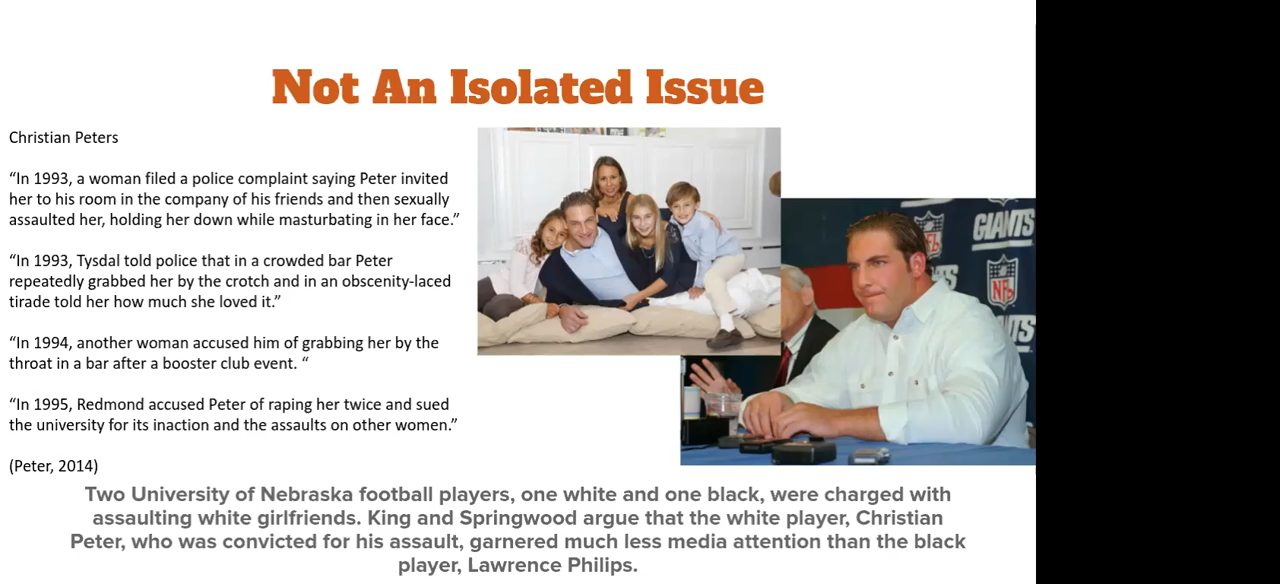 Not An Isolated Issue
Christian Peters
“In 1993, a woman filed a police complaint saying Peter invited
her to his room in the company of his friends and then sexually
assaulted her, holding her down while masturbating in her face.”
“In 1993, Tysdal told police that in a crowded bar Peter
repeatedly grabbed her by the crotch and in an obscenity-laced
tirade told her how much she loved it.”
“In 1994, another woman accused him of grabbing her by the
throat in a bar after a booster club event. “
“In 1995, Redmond accused Peter of raping her twice and sued
the university for its inaction and the assaults on other women.”
(Peter, 2014)
GIANTS
NFL
Two University of Nebraska football players, one white and one black, were charged with
assaulting white girlfriends. King and Springwood argue that the white player, Christian
Peter, who was convicted for his assault, garnered much less media attention than the black
player, Lawrence Philips.